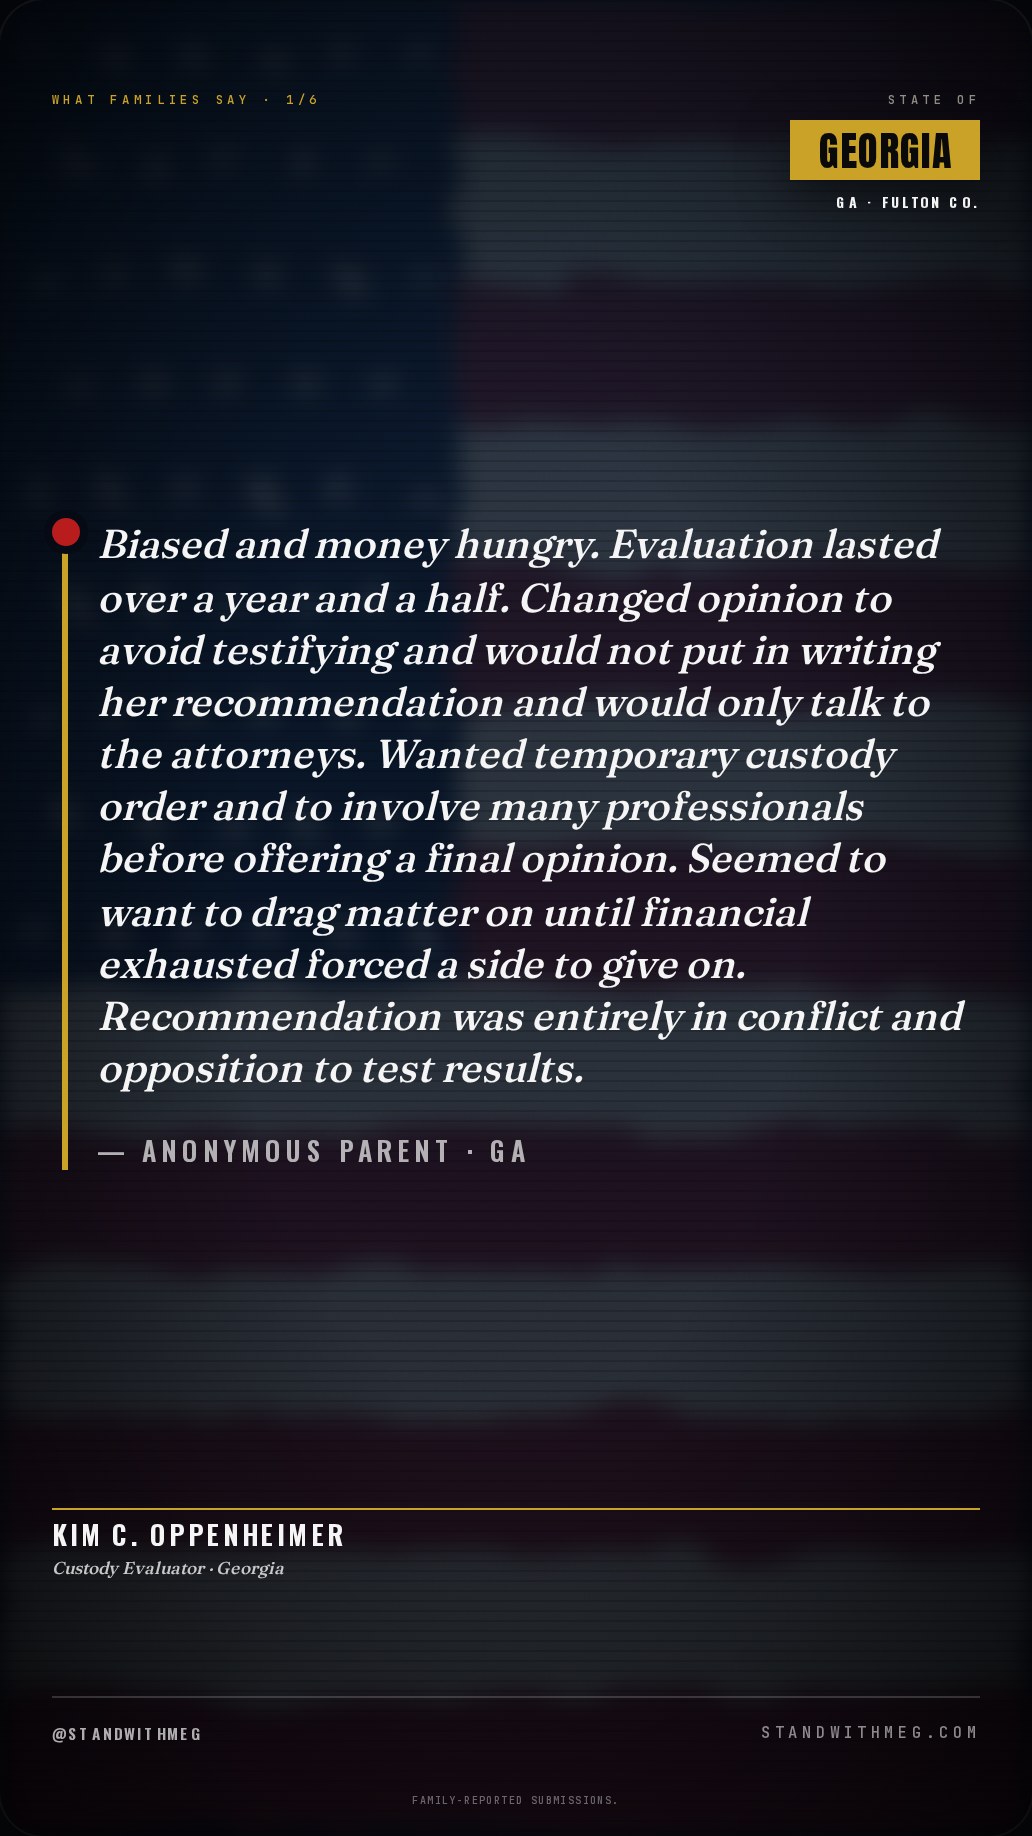 WHAT FAMILIES SAY · 1/6
STATE OF
GEORGIA
GA · FULTON CO.
Biased and money hungry. Evaluation lasted
over a year and a half. Changed opinion to
avoid testifying and would not put in writing
her recommendation and would only talk to
the attorneys. Wanted temporary custody
order and to involve many professionals
before offering a final opinion. Seemed to
want to drag matter on until financial
exhausted forced a side to give on.
Recommendation was entirely in conflict and
opposition to test results.
— ANONYMOUS PARENT · GA
KIM C. OPPENHEIMER
Custody Evaluator · Georgia
@STANDWITHMEG
STANDWITHMEG.COM
FAMILY-REPORTED SUBMISSIONS.